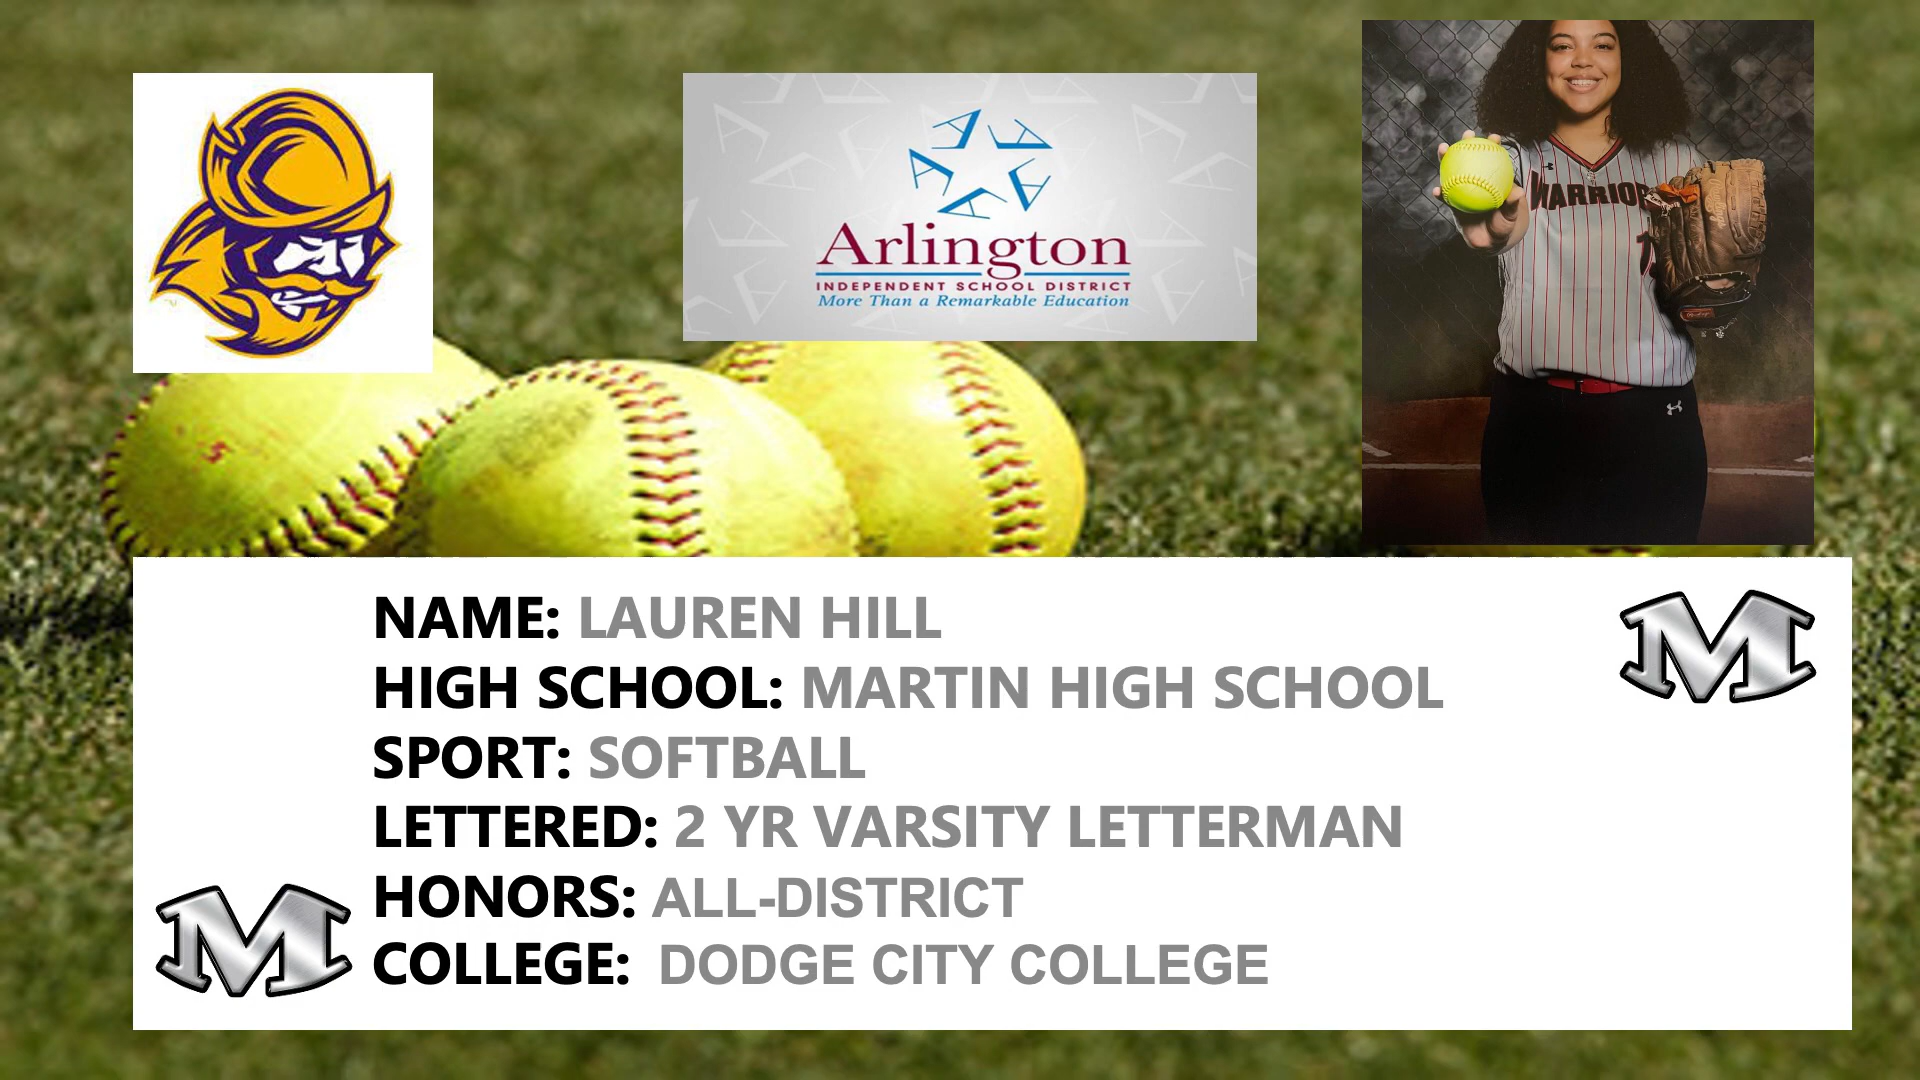 Arlington
INDEPENDENT SCHOOL DISTRICT
More Than a Remarkable Education
WARRIO
NAME: LAUREN HILL
HIGH SCHOOL: MARTIN HIGH SCHOOL
SPORT: SOFTBALL
LETTERED: 2 YR VARSITY LETTERMAN
HONORS: ALL-DISTRICT
COLLEGE: DODGE CITY COLLEGE
M
M